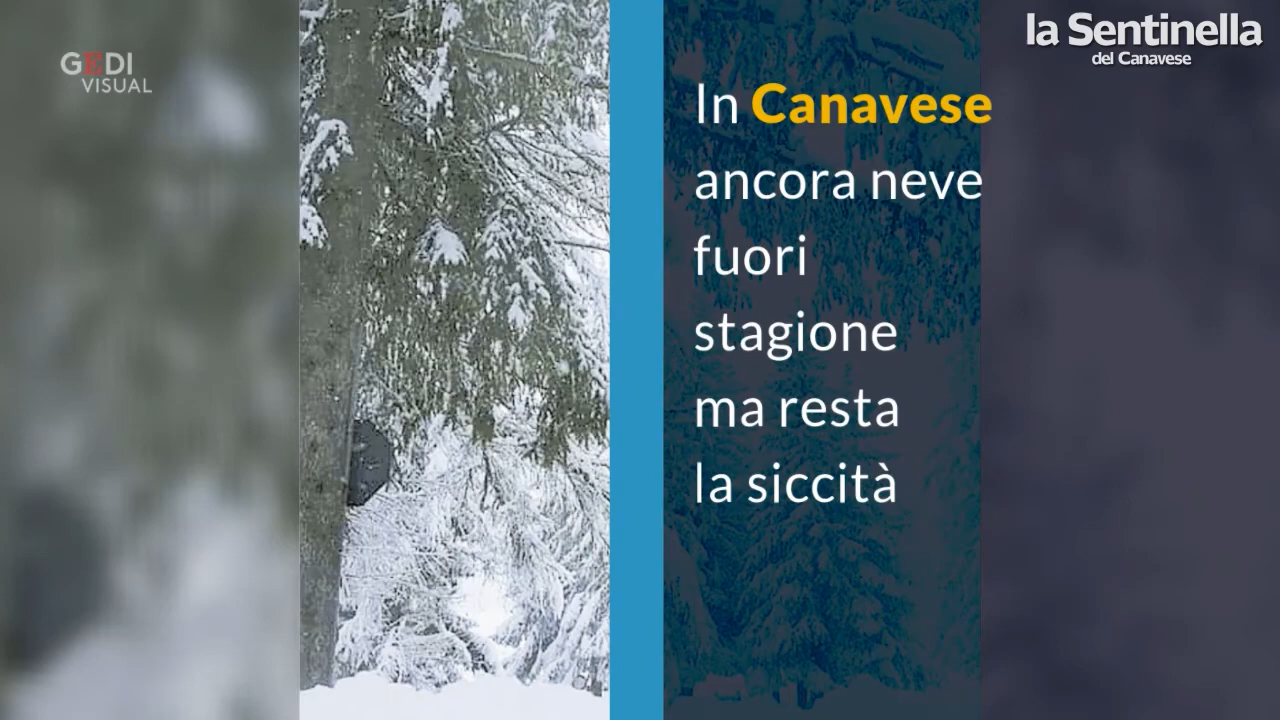 GEDI
VISUAL
la Sentinella
del Canavese
In Canavese
ancora neve
fuori
stagione
ma resta
la siccità